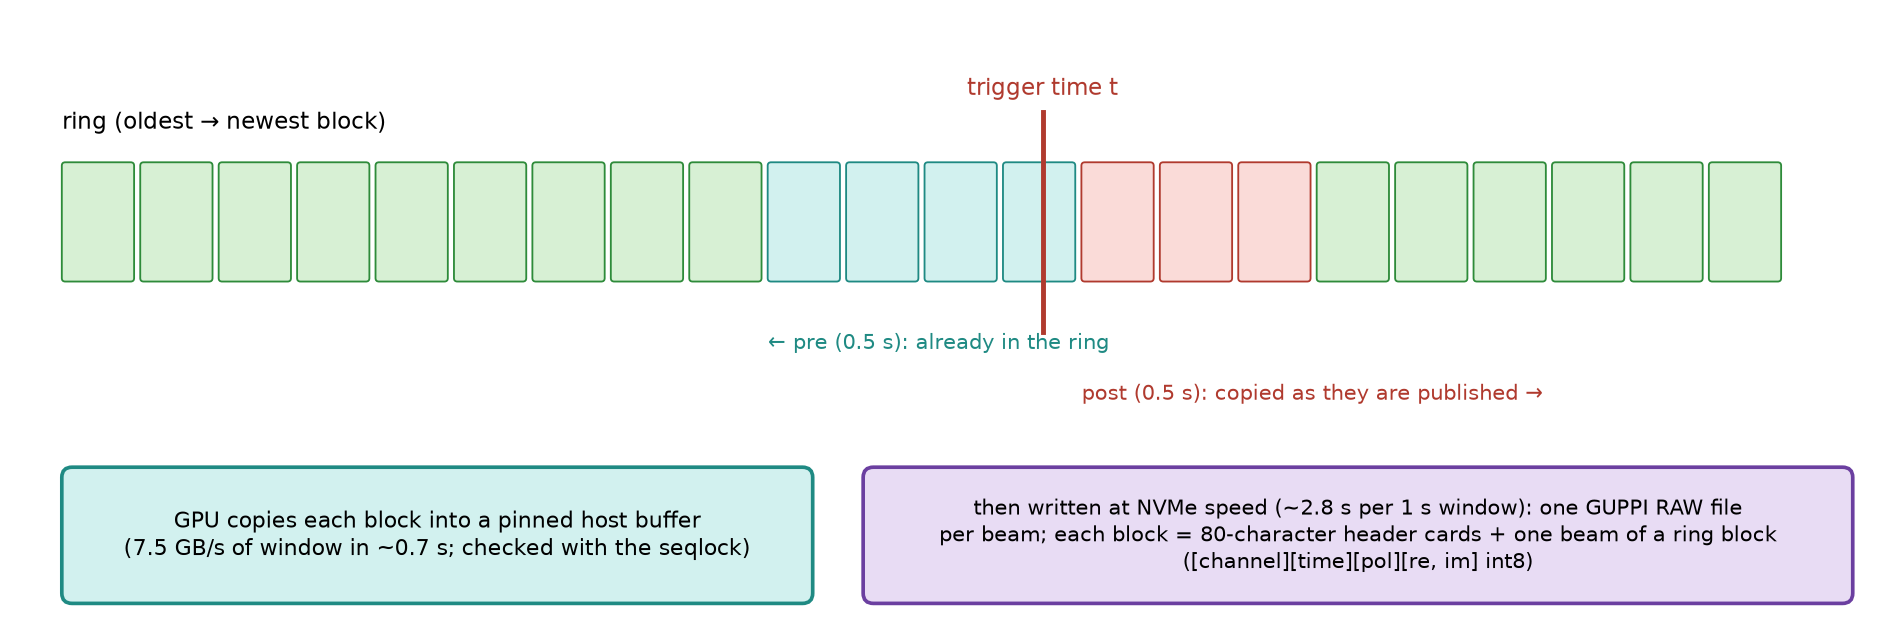 trigger time t
ring (oldest → newest block)
← pre (0.5 s): already in the ring
post (0.5 s): copied as they are published →
GPU copies each block into a pinned host buffer
(7.5 GB/s of window in ~0.7 s; checked with the seqlock)
then written at NVMe speed (~2.8 s per 1 s window): one GUPPI RAW file
per beam; each block = 80-character header cards + one beam of a ring block
([channel][time][pol][re, im] int8)